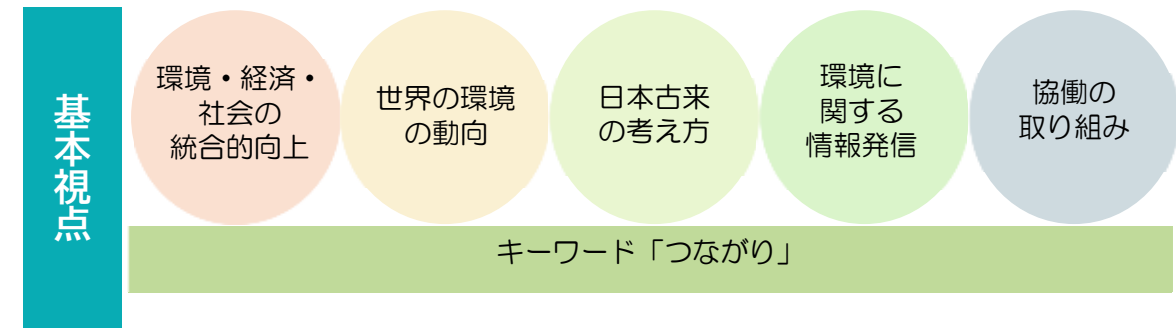 基本視点
環境・経済・
社会の
統合的向上
世界の環境
の動向
日本古来
の考え方
環境に
関する
情報発信
協働の
取り組み
キーワード「つながり」